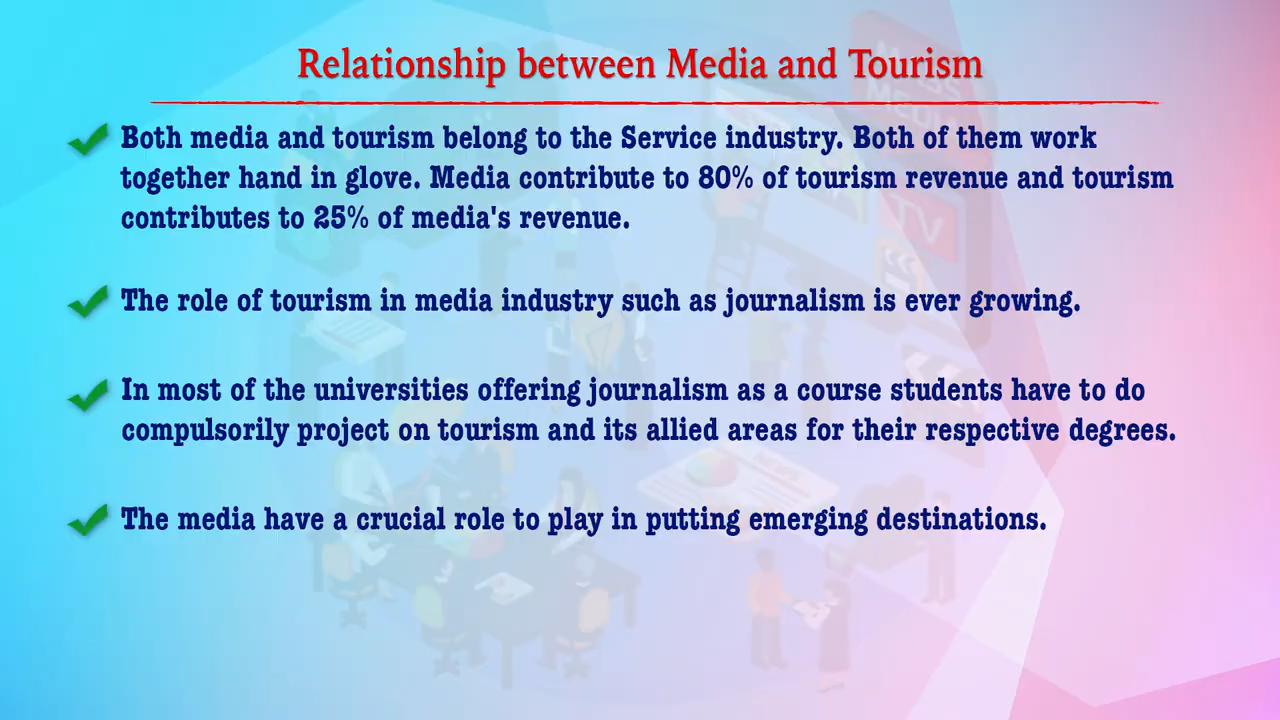 Relationship between Media and Tourism
Both media and tourism belong to the Service industry. Both of them work
together hand in glove. Media contribute to 80% of tourism revenue and tourism
contributes to 25% of media's revenue.
The role of tourism in media industry such as journalism is ever growing.
In most of the universities offering journalism as a course students have to do
compulsorily project on tourism and its allied areas for their respective degrees.
The media have a crucial role to play in putting emerging destinations.
MASS
MEDIA
TV
NEWS